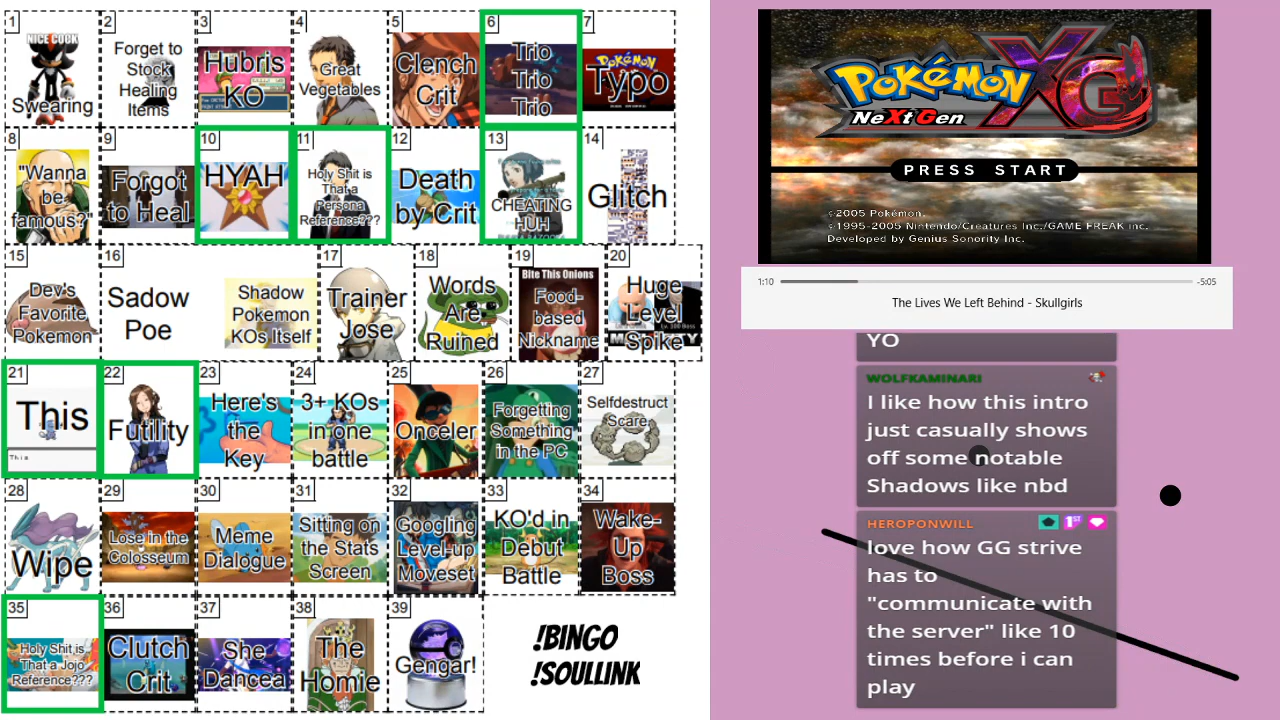 1
NICE COCK
Swearing
2
Forget to
Stock
Healing
Items
3
Hubris
KO
4
Great
Vegetables
5
Clench
Crit
6
Trio
Trio
Trio
7
POKéMON
Typo
8
"Wanna
be
famous?"
9
Forgot
to Heal
10
HYAH
11
Holy Shit is
That a
Persona
Reference???
12
Death
by Crit
13
CHEATING
HUH
14
Glitch
15
Dev's
Favorite
Pokemon
16
Sadow
Poe
Shadow
Pokemon
KOs Itself
17
Trainer
Jose
18
Words
Are
Ruined
19
Bite This Onions
Food-
based
Nickname
20
Huge
Level
Spike
21
This
This
22
Futility
23
Here's
the
Key
24
3+ KOs
in one
battle
25
Onceler
26
Forgetting
Something
in the PC
27
Selfdestruct
Scare
28
Wipe
29
Lose in the
Colosseum
30
Meme
Dialogue
31
Sitting on
the Stats
Screen
32
Googling
Level-up
Moveset
33
KO'd in
Debut
Battle
34
Wake-
Up
Boss
35
Holy Shit is
That a Jojo
Reference???
36
Clutch
Crit
37
She
Dancea
38
The
Homie
39
Gengar!
!BINGO
!SOULLINK
POKéMON XG
NeXt Gen
PRESS START
©2005 Pokémon.
©1995-2005 Nintendo/Creatures Inc./GAME FREAK inc.
Developed by Genius Sonority Inc.
1:10
-5:05
The Lives We Left Behind - Skullgirls
YO
WOLFKAMINARI
I like how this intro
just casually shows
off some notable
Shadows like nbd
HEROPONWILL
1ST
love how GG strive
has to
"communicate with
the server" like 10
times before i can
play